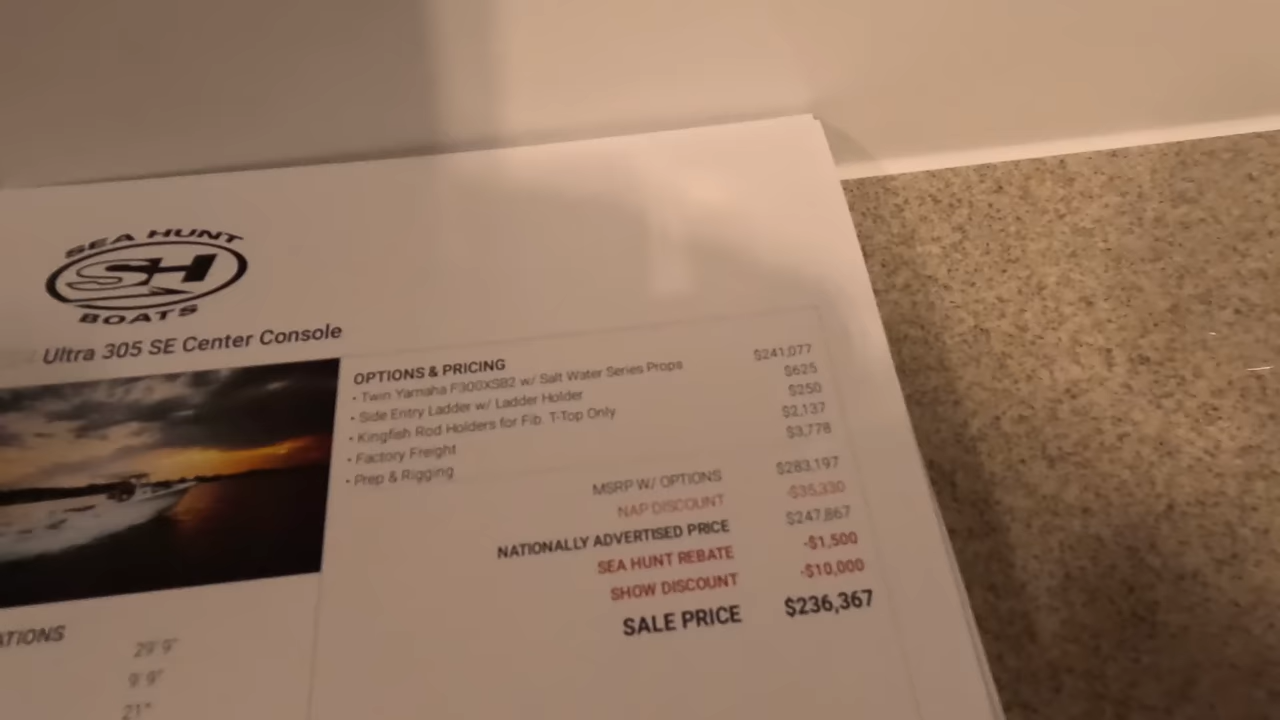 SEA HUNT
SH
BOATS
Ultra 305 SE Center Console
OPTIONS & PRICING
• Twin Yamaha F300XSB2 w/ Salt Water Series Props $241,077
• Side Entry Ladder w/ Ladder Holder $625
• Kingfish Rod Holders for Fib. T-Top Only $250
• Factory Freight $2,137
• Prep & Rigging $3,778
MSRP W/ OPTIONS $283,197
NAP DISCOUNT -$35,330
NATIONALLY ADVERTISED PRICE $247,867
SEA HUNT REBATE -$1,500
SHOW DISCOUNT -$10,000
SALE PRICE $236,367
ATIONS
29' 9"
9' 9"
21"